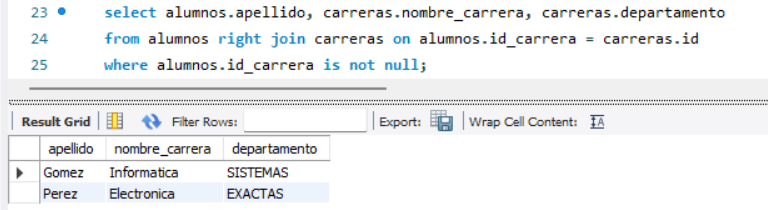 23 select alumnos.apellido, carreras.nombre_carrera, carreras.departamento
24 from alumnos right join carreras on alumnos.id_carrera = carreras.id
25 where alumnos.id_carrera is not null;
Result Grid Filter Rows: Export: Wrap Cell Content: IA
apellido nombre_carrera departamento
Gomez Informatica SISTEMAS
Perez Electronica EXACTAS